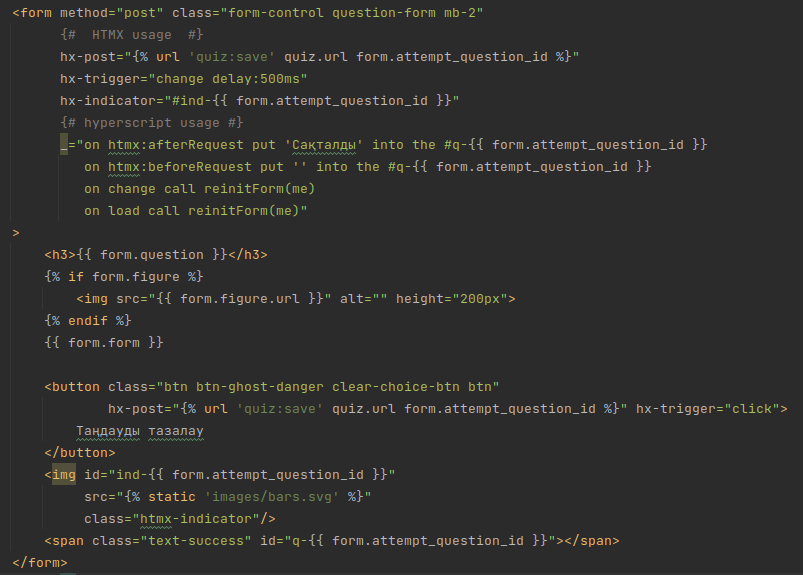 <form method="post" class="form-control question-form mb-2"
{#  HTMX usage  #}
hx-post="{% url 'quiz:save' quiz.url form.attempt_question_id %}"
hx-trigger="change delay:500ms"
hx-indicator="#ind-{{ form.attempt_question_id }}"
{# hyperscript usage #}
_="on htmx:afterRequest put 'Сақталды' into the #q-{{ form.attempt_question_id }}
on htmx:beforeRequest put '' into the #q-{{ form.attempt_question_id }}
on change call reinitForm(me)
on load call reinitForm(me)"
>
<h3>{{ form.question }}</h3>
{% if form.figure %}
<img src="{{ form.figure.url }}" alt="" height="200px">
{% endif %}
{{ form.form }}
<button class="btn btn-ghost-danger clear-choice-btn btn"
hx-post="{% url 'quiz:save' quiz.url form.attempt_question_id %}" hx-trigger="click">
Таңдауды тазалау
</button>
<img id="ind-{{ form.attempt_question_id }}"
src="{% static 'images/bars.svg' %}"
class="htmx-indicator"/>
<span class="text-success" id="q-{{ form.attempt_question_id }}"></span>
</form>